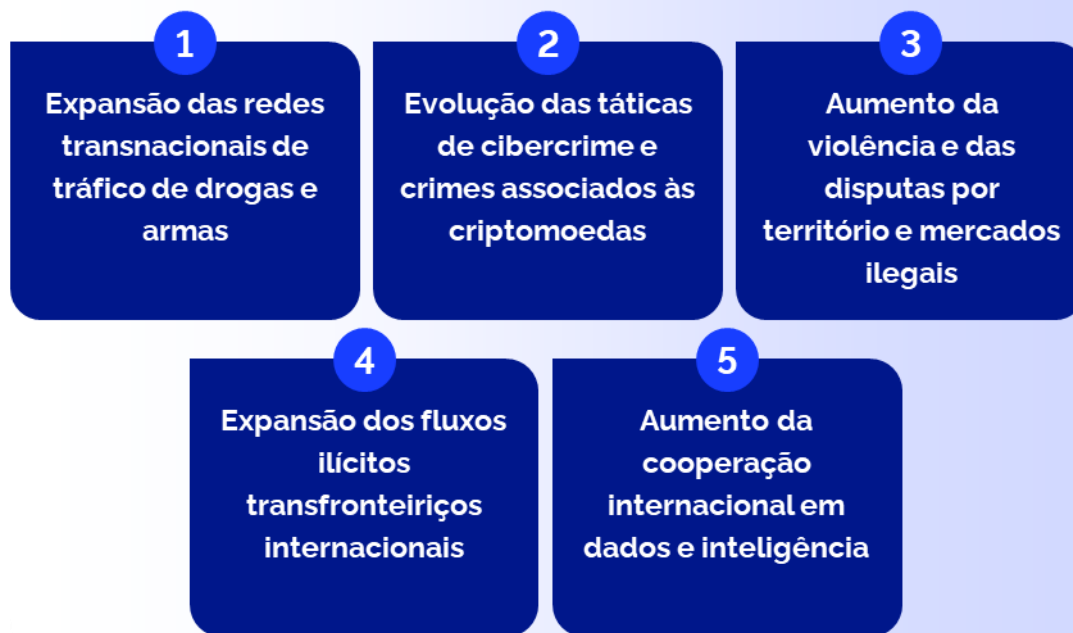 1
Expansão das redes
transnacionais de
tráfico de drogas e
armas
2
Evolução das táticas
de cibercrime e
crimes associados às
criptomoedas
3
Aumento da
violência e das
disputas por
território e mercados
ilegais
4
Expansão dos fluxos
ilícitos
transfronteiriços
internacionais
5
Aumento da
cooperação
internacional em
dados e inteligência